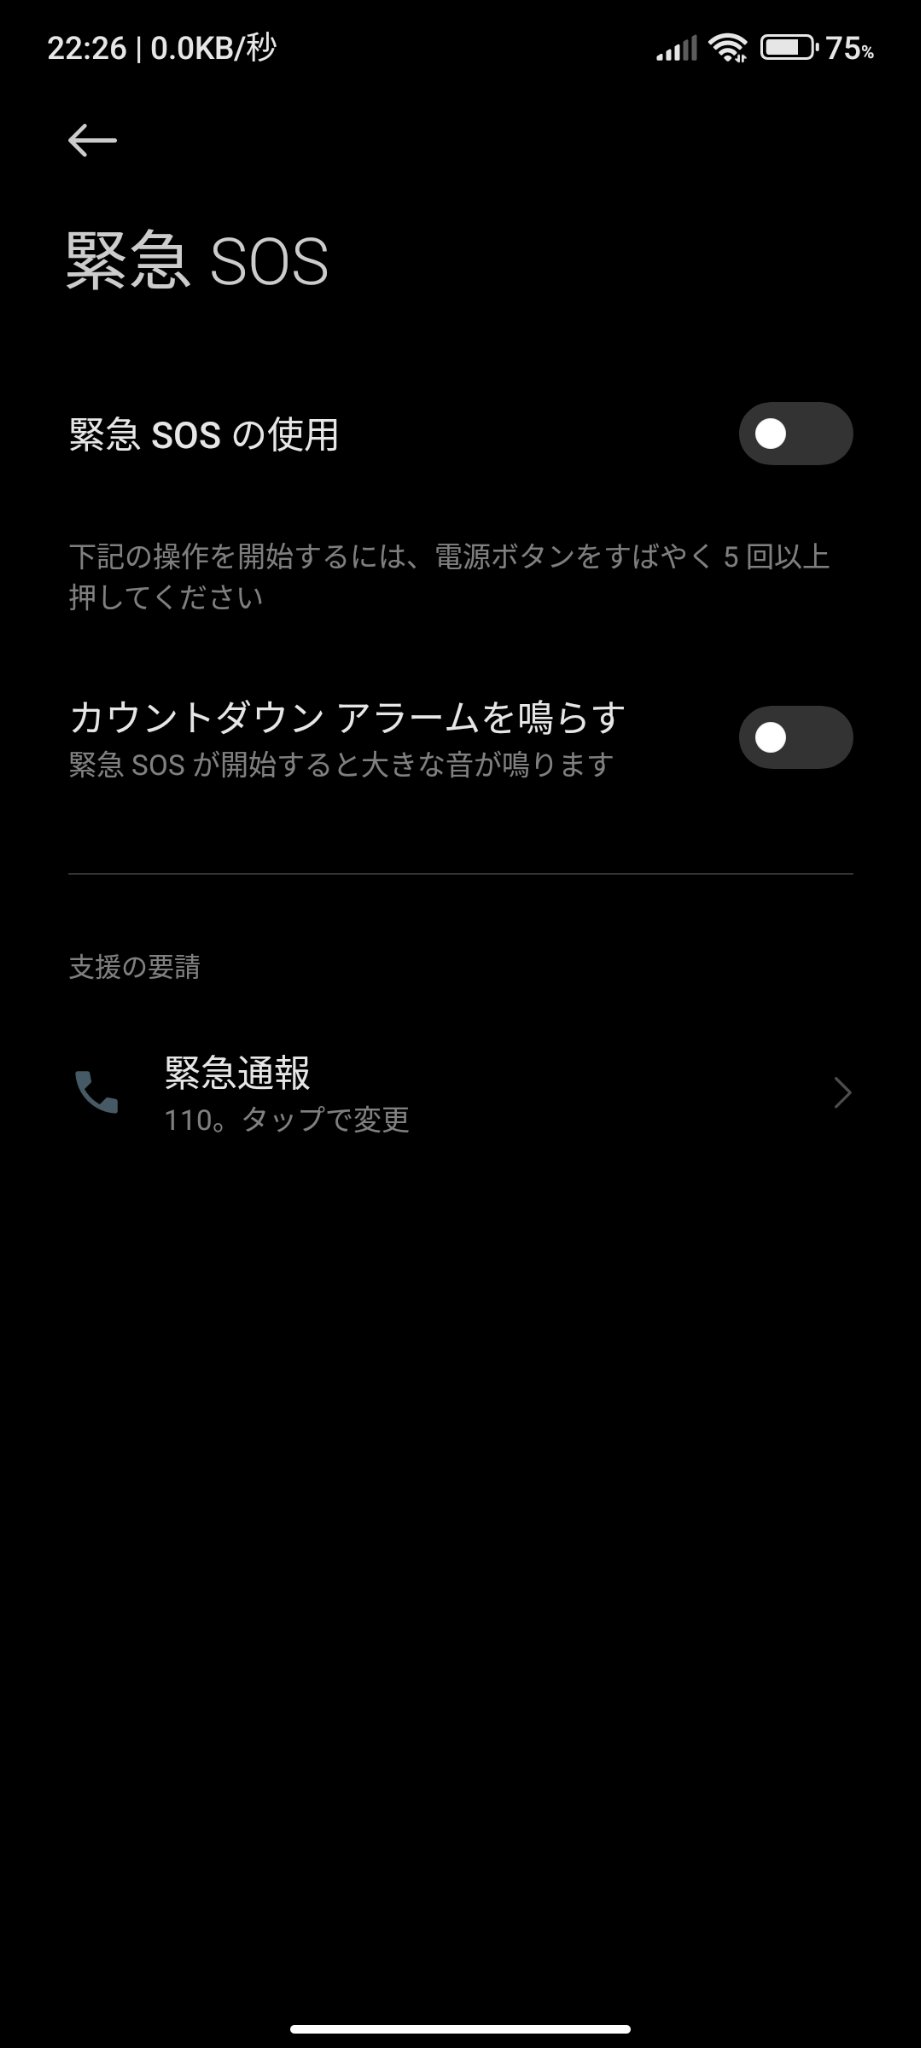 22:26 | 0.0KB/秒 75%
緊急 SOS
緊急 SOS の使用
下記の操作を開始するには、電源ボタンをすばやく 5 回以上
押してください
カウントダウン アラームを鳴らす
緊急 SOS が開始すると大きな音が鳴ります
支援の要請
緊急通報
110。タップで変更